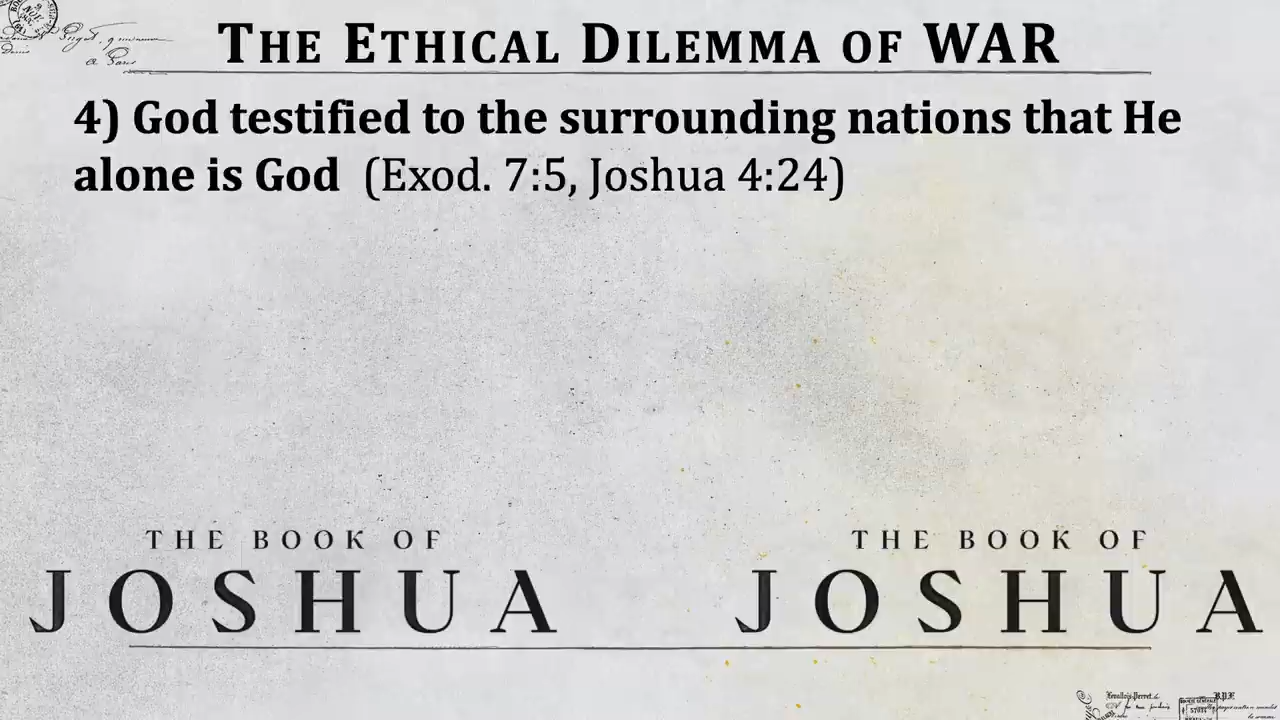 THE ETHICAL DILEMMA OF WAR
4) God testified to the surrounding nations that He
alone is God (Exod. 7:5, Joshua 4:24)
THE BOOK OF
JOSHUA
THE BOOK OF
JOSHUA